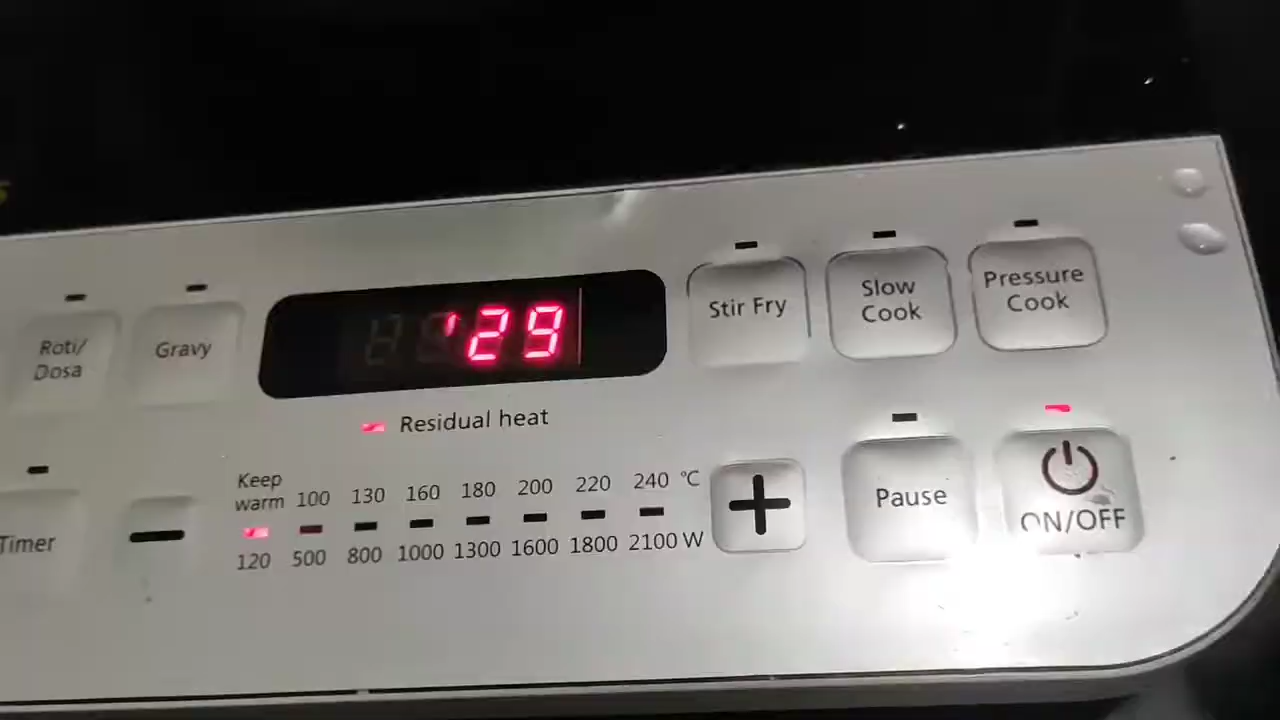 Stir Fry
Slow
Cook
Pressure
Cook
Roti/
Dosa
Gravy
29
Residual heat
Keep
warm 100 130 160 180 200 220 240 °C
120 500 800 1000 1300 1600 1800 2100 W
Timer
Pause
ON/OFF